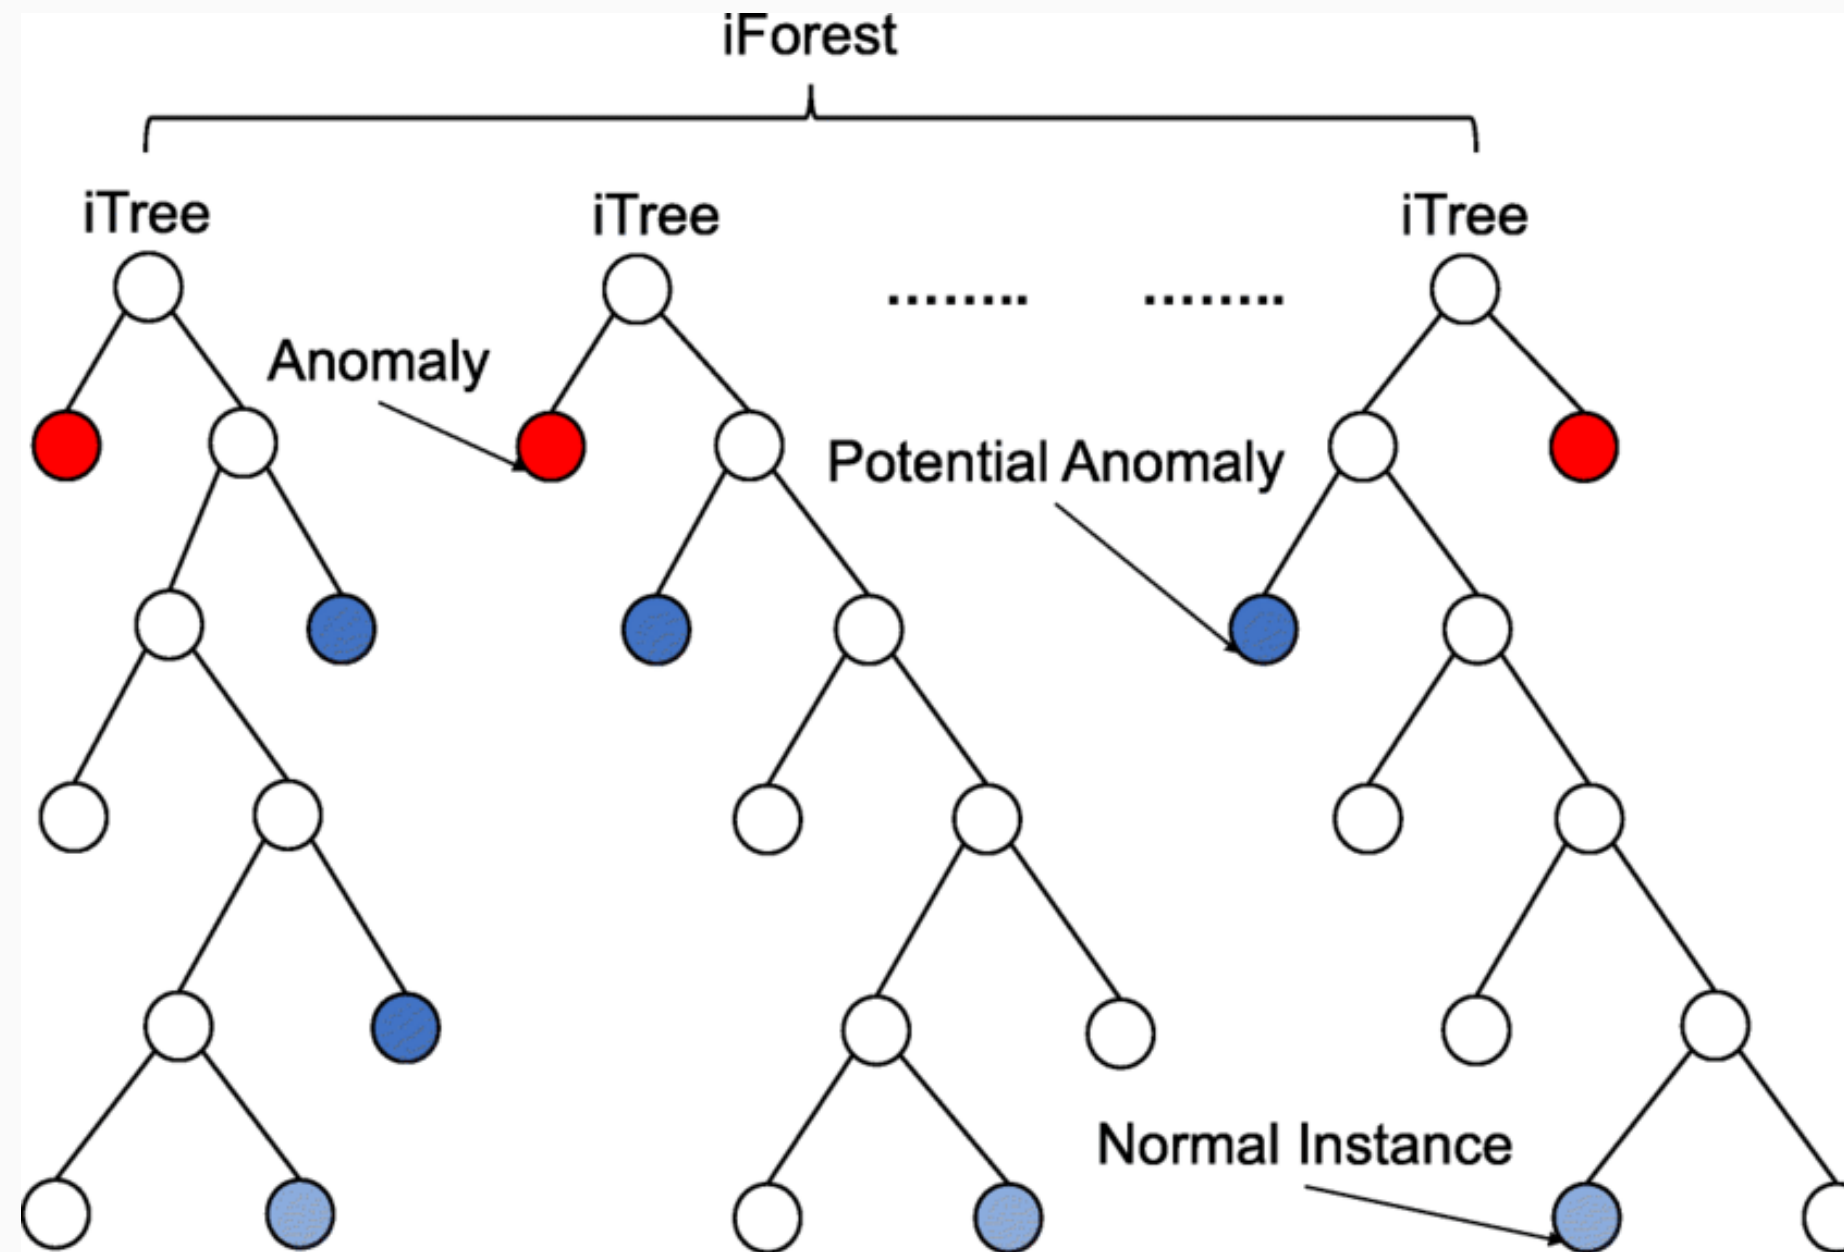 iForest
iTree
iTree
iTree
........
........
Anomaly
Potential Anomaly
Normal Instance